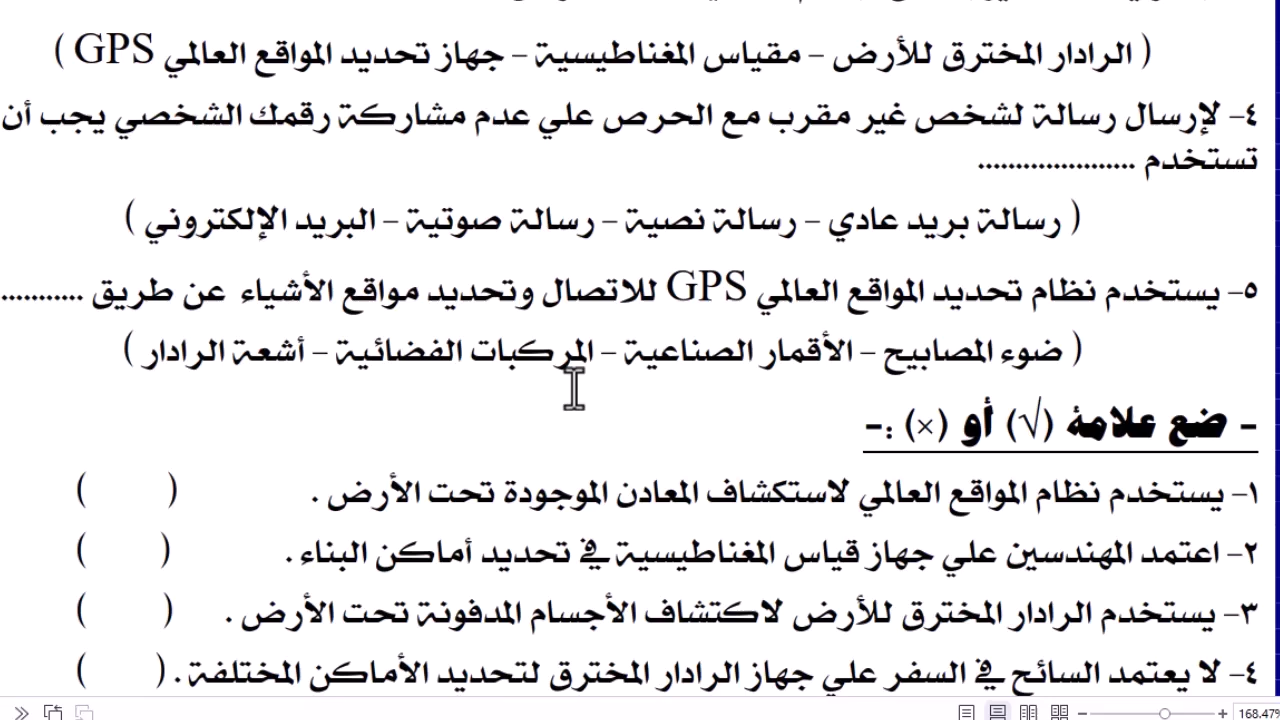 ( الرادار المخترق للأرض – مقياس المغناطيسية – جهاز تحديد المواقع العالمي GPS )
٤- لإرسال رسالة لشخص غير مقرب مع الحرص علي عدم مشاركة رقمك الشخصي يجب أن
تستخدم .....................
( رسالة بريد عادي – رسالة نصية – رسالة صوتية – البريد الإلكتروني )
٥- يستخدم نظام تحديد المواقع العالمي GPS للاتصال وتحديد مواقع الأشياء عن طريق ...........
( ضوء المصابيح – الأقمار الصناعية – المركبات الفضائية – أشعة الرادار )
- ضع علامة (√) أو (×) :-
١- يستخدم نظام المواقع العالمي لاستكشاف المعادن الموجودة تحت الأرض . ( )
٢- اعتمد المهندسين علي جهاز قياس المغناطيسية في تحديد أماكن البناء . ( )
٣- يستخدم الرادار المخترق للأرض لاكتشاف الأجسام المدفونة تحت الأرض . ( )
٤- لا يعتمد السائح في السفر علي جهاز الرادار المخترق لتحديد الأماكن المختلفة . ( )
168.47%